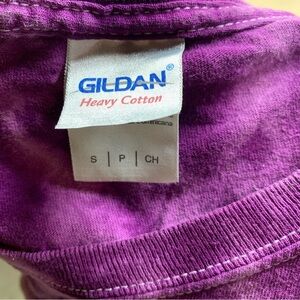 GILDAN®
Heavy Cotton
S | P | CH